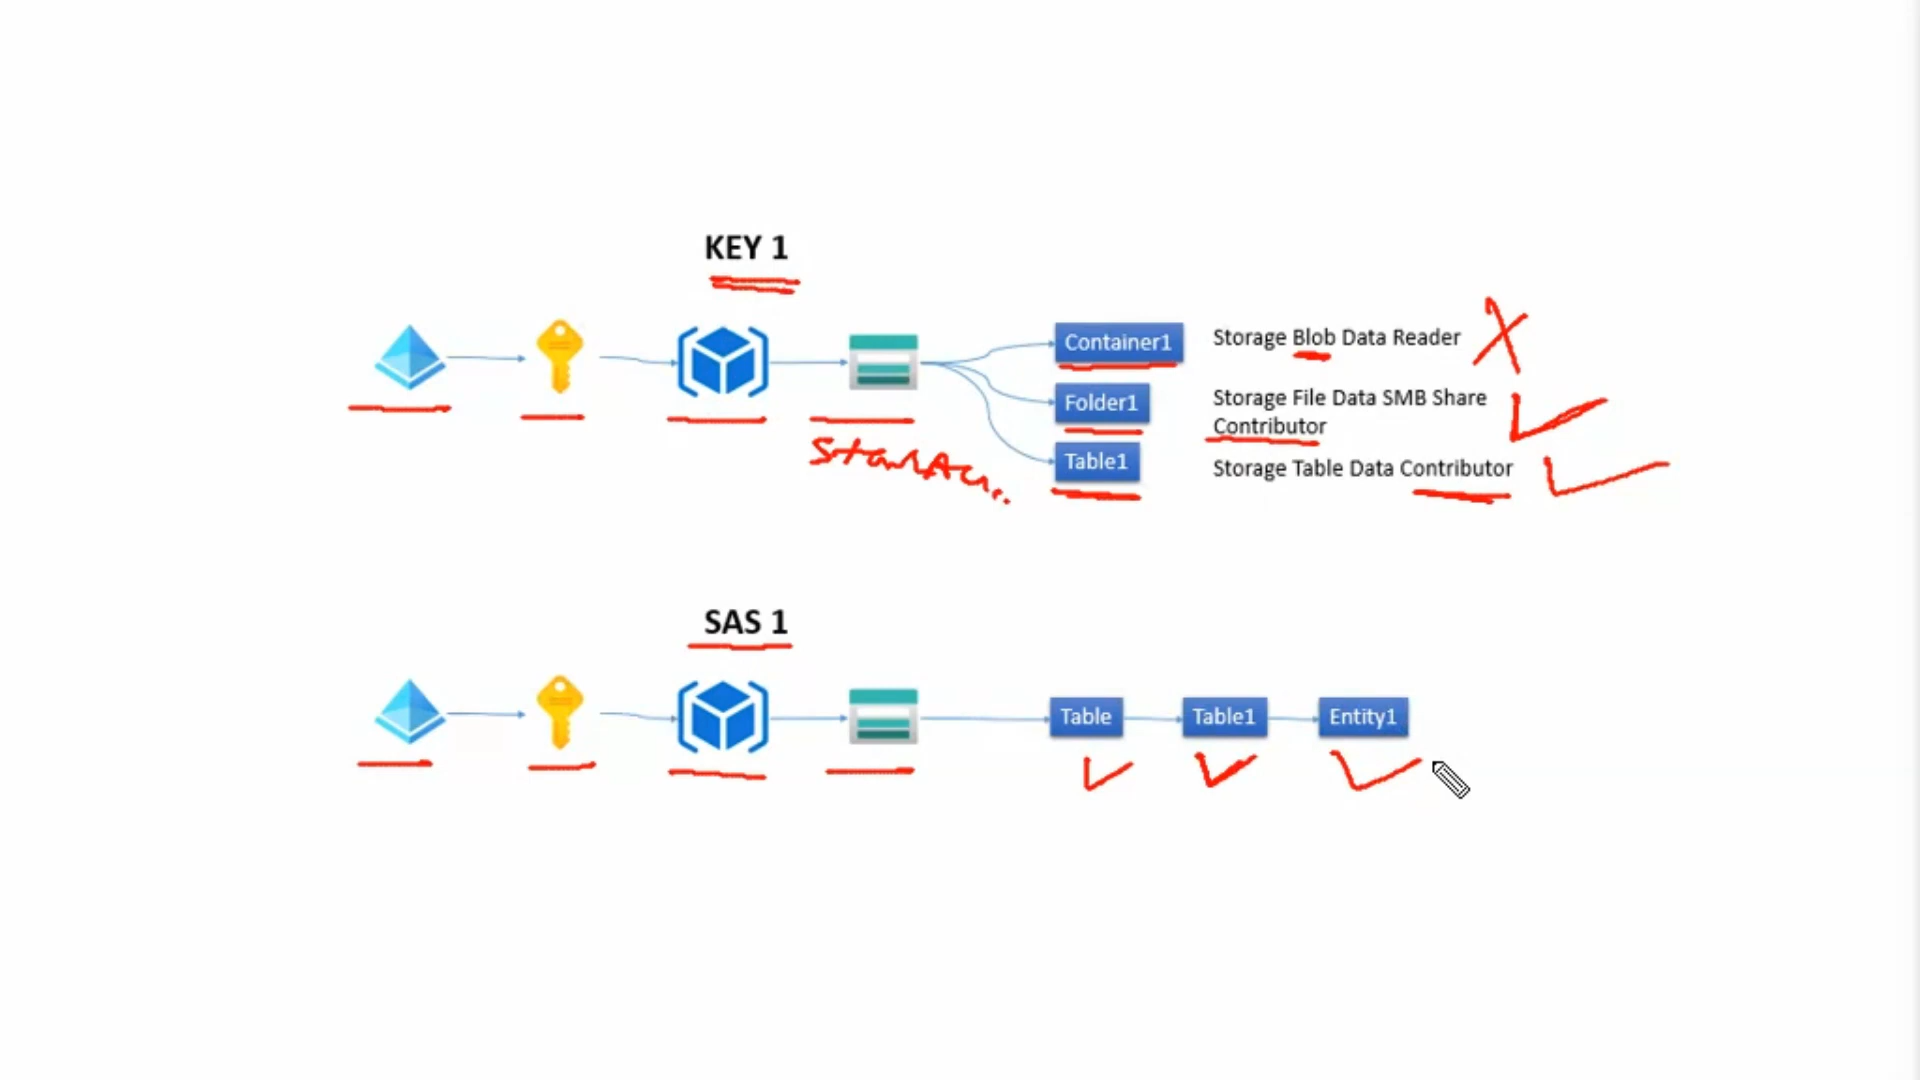 KEY 1
Container1
Storage Blob Data Reader
Folder1
Storage File Data SMB Share
Contributor
Table1
Storage Table Data Contributor
SAS 1
Table
Table1
Entity1